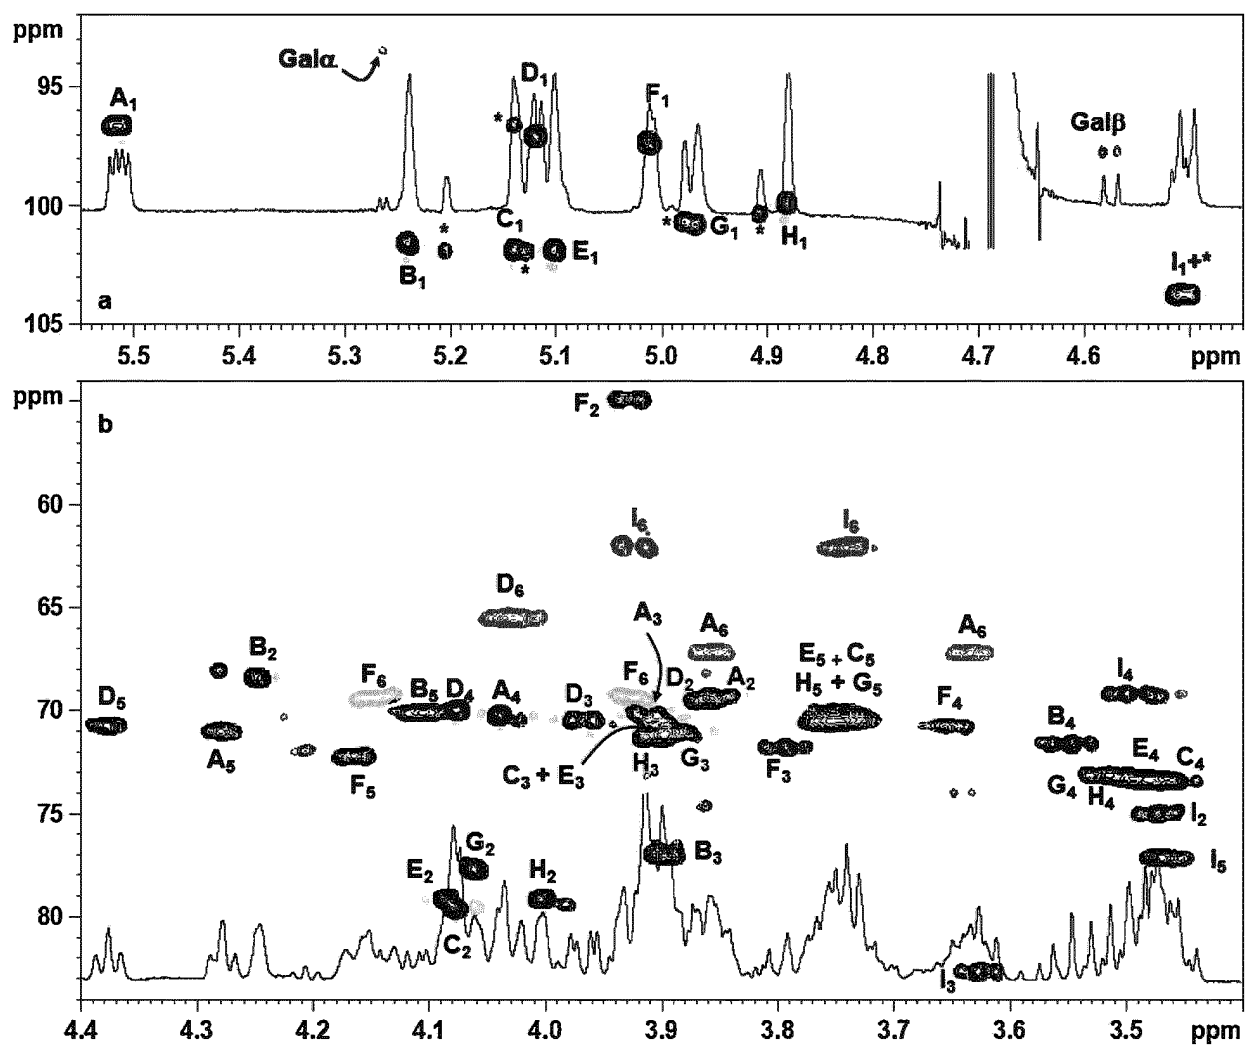 ppm
Galα
D₁
A₁
F₁
95
*
Galβ
100
C₁
*
*
G₁
*
H₁
E₁
I₁+*
B₁
*
a
105
5.5 5.4 5.3 5.2 5.1 5.0 4.9 4.8 4.7 4.6 ppm
ppm
F₂
b
60
I₆
I₆
D₆
A₃
65
A₆
A₆
B₂
E₅ + C₅
F₆
F₆
D₂
H₅ + G₅
I₄
D₅
B₅
D₄
A₄
D₃
A₂
F₄
70
B₄
A₅
E₄
C₄
F₅
C₃ + E₃
H₃
G₃
F₃
G₄
H₄
75
I₂
G₂
B₃
E₂
H₂
I₅
80
C₂
I₃
4.4 4.3 4.2 4.1 4.0 3.9 3.8 3.7 3.6 3.5 ppm